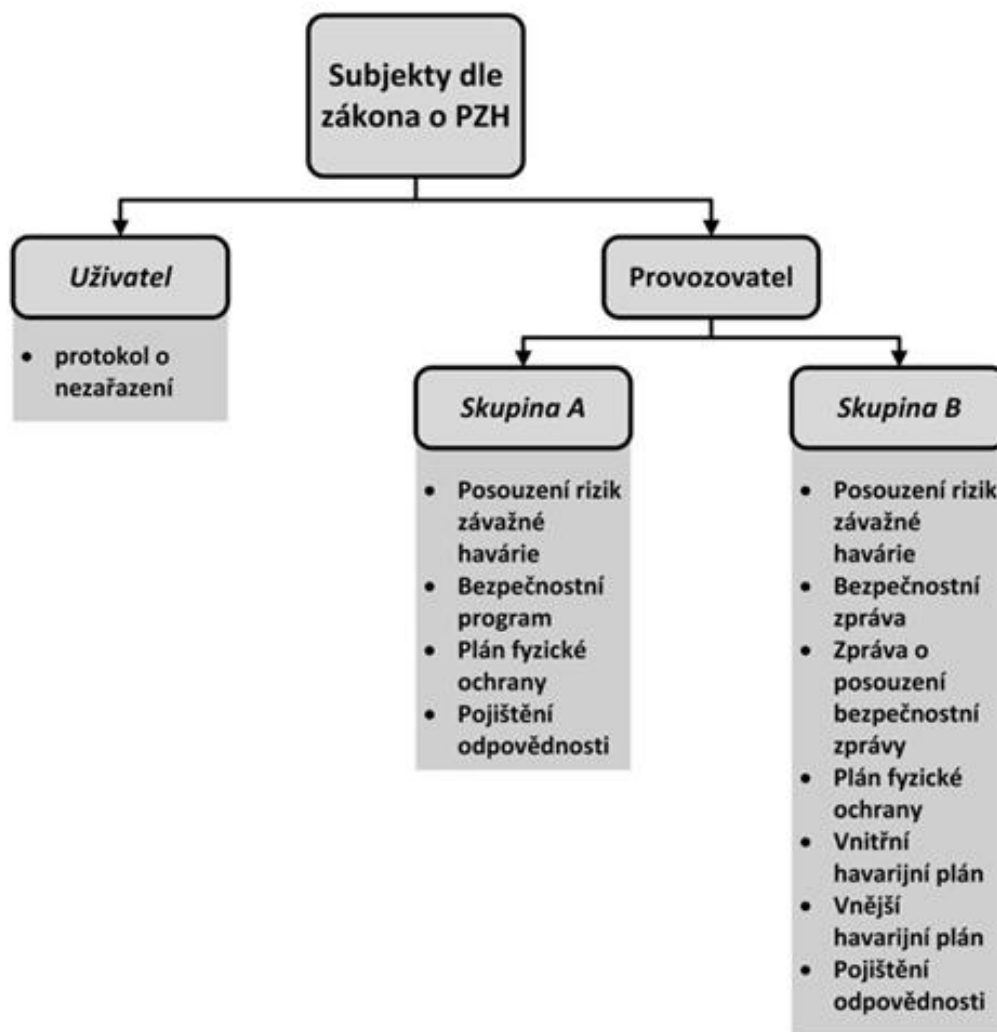 Subjekty dle
zákona o PZH
Uživatel
• protokol o
nezařazení
Provozovatel
Skupina A
• Posouzení rizik
závažné
havárie
• Bezpečnostní
program
• Plán fyzické
ochrany
• Pojištění
odpovědnosti
Skupina B
• Posouzení rizik
závažné
havárie
• Bezpečnostní
zpráva
• Zpráva o
posouzení
bezpečnostní
zprávy
• Plán fyzické
ochrany
• Vnitřní
havarijní plán
• Vnější
havarijní plán
• Pojištění
odpovědnosti